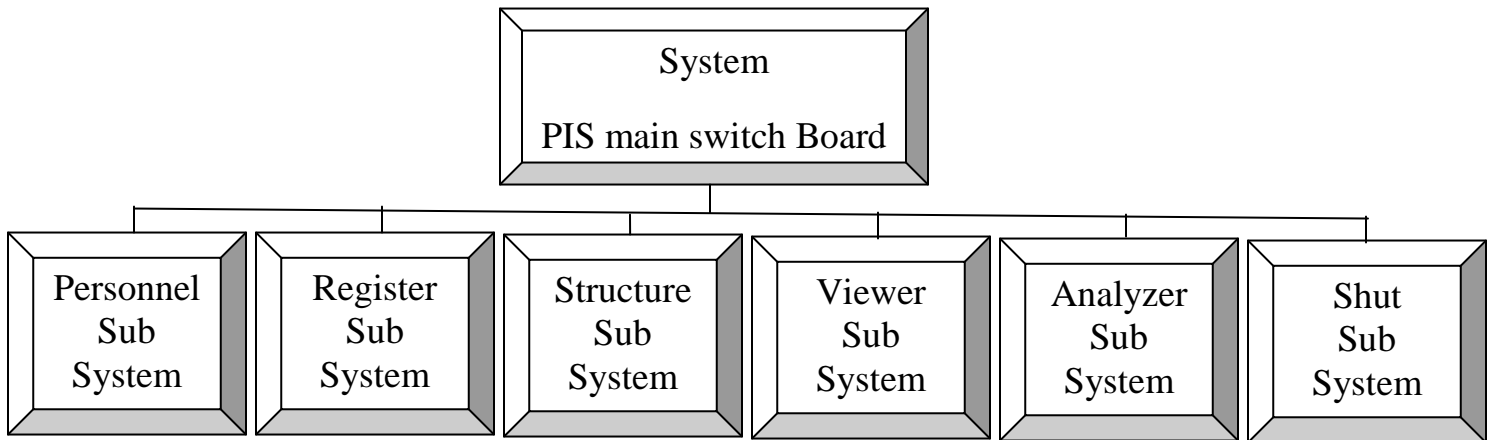 System
PIS main switch Board
Personnel
Sub
System
Register
Sub
System
Structure
Sub
System
Viewer
Sub
System
Analyzer
Sub
System
Shut
Sub
System